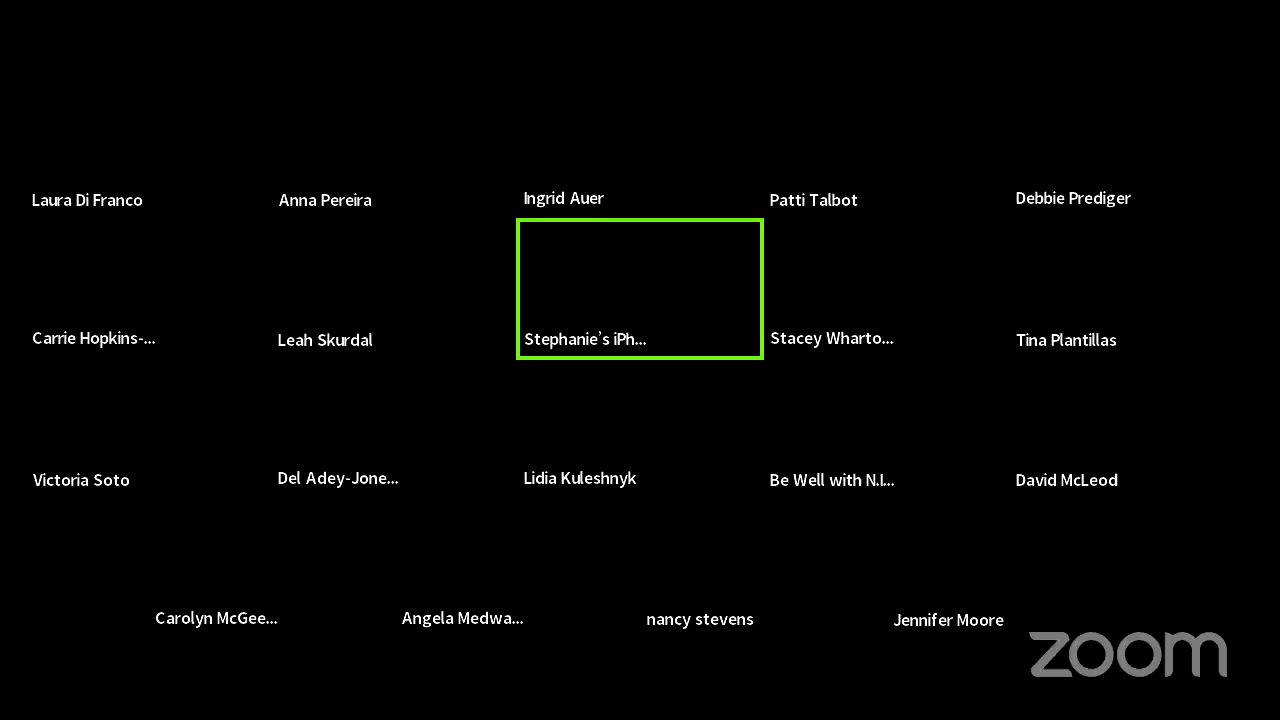 Laura Di Franco
Anna Pereira
Ingrid Auer
Patti Talbot
Debbie Prediger
Carrie Hopkins-...
Leah Skurdal
Stephanie’s iPh...
Stacey Wharto...
Tina Plantillas
Victoria Soto
Del Adey-Jone...
Lidia Kuleshnyk
Be Well with N.I...
David McLeod
Carolyn McGee...
Angela Medwa...
nancy stevens
Jennifer Moore
zoom